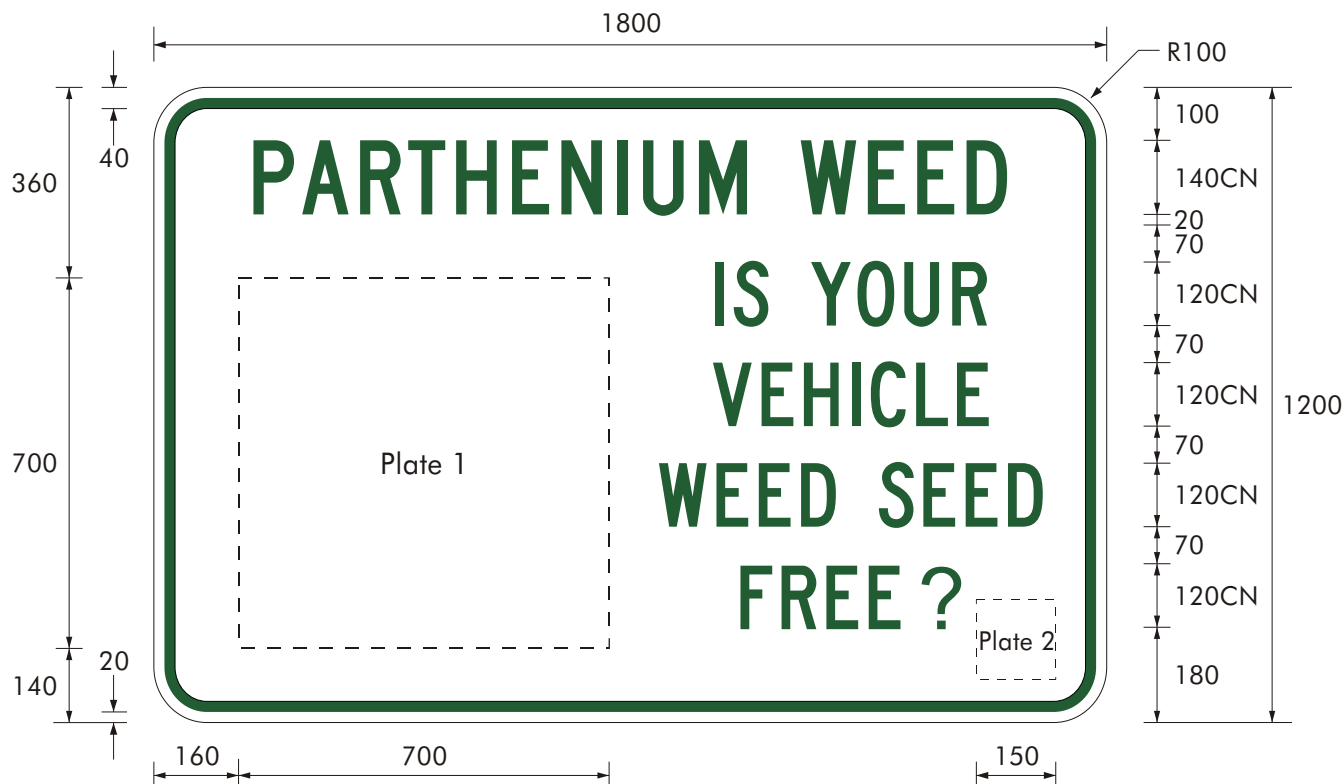 1800
R100
40
360
100
PARTHENIUM WEED
140CN
20
70
IS YOUR
120CN
70
VEHICLE
120CN
1200
70
700
Plate 1
WEED SEED
120CN
70
FREE ?
120CN
20
Plate 2
140
180
160
700
150